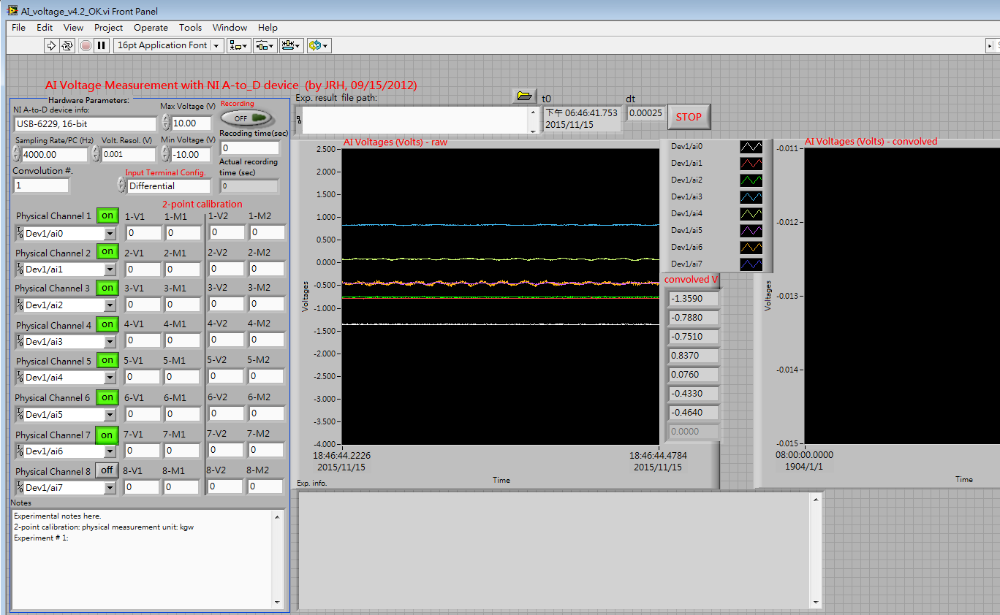 AI_voltage_v4.2_OK.vi Front Panel
File Edit View Project Operate Tools Window Help
16pt Application Font
AI Voltage Measurement with NI A-to_D device (by JRH, 09/15/2012)
Hardware Parameters:
NI A-to-D device info:
USB-6229, 16-bit
Max Voltage (V)
10.00
Recording
OFF
Sampling Rate/PC (Hz)
4000.00
Volt. Resol. (V)
0.001
Min Voltage (V)
-10.00
Recoding time(sec)
0
Convolution #.
1
Input Terminal Config.
Differential
Actual recording
time (sec)
0
2-point calibration
Physical Channel 1 on 1-V1 1-M1 1-V2 1-M2
Dev1/ai0 0 0 0 0
Physical Channel 2 on 2-V1 2-M1 2-V2 2-M2
Dev1/ai1 0 0 0 0
Physical Channel 3 on 3-V1 3-M1 3-V2 3-M2
Dev1/ai2 0 0 0 0
Physical Channel 4 on 4-V1 4-M1 4-V2 4-M2
Dev1/ai3 0 0 0 0
Physical Channel 5 on 5-V1 5-M1 5-V2 5-M2
Dev1/ai4 0 0 0 0
Physical Channel 6 on 6-V1 6-M1 6-V2 6-M2
Dev1/ai5 0 0 0 0
Physical Channel 7 on 7-V1 7-M1 7-V2 7-M2
Dev1/ai6 0 0 0 0
Physical Channel 8 off 8-V1 8-M1 8-V2 8-M2
Dev1/ai7 0 0 0 0
Notes
Experimental notes here.
2-point calibration: physical measurement unit: kgw
Experiment # 1:
Exp. result file path:
t0
下午 06:46:41.753
2015/11/15
dt
0.00025
STOP
AI Voltages (Volts) - raw
Voltages
2.500
2.000
1.500
1.000
0.500
0.000
-0.500
-1.000
-1.500
-2.000
-2.500
-3.000
-3.500
-4.000
18:46:44.2226
2015/11/15
18:46:44.4784
2015/11/15
Time
Dev1/ai0
Dev1/ai1
Dev1/ai2
Dev1/ai3
Dev1/ai4
Dev1/ai5
Dev1/ai6
Dev1/ai7
convolved V
-1.3590
-0.7880
-0.7510
0.8370
0.0760
-0.4330
-0.4640
0.0000
AI Voltages (Volts) - convolved
Voltages
-0.011
-0.012
-0.013
-0.014
-0.015
08:00:00.0000
1904/1/1
Time
Exp. info.